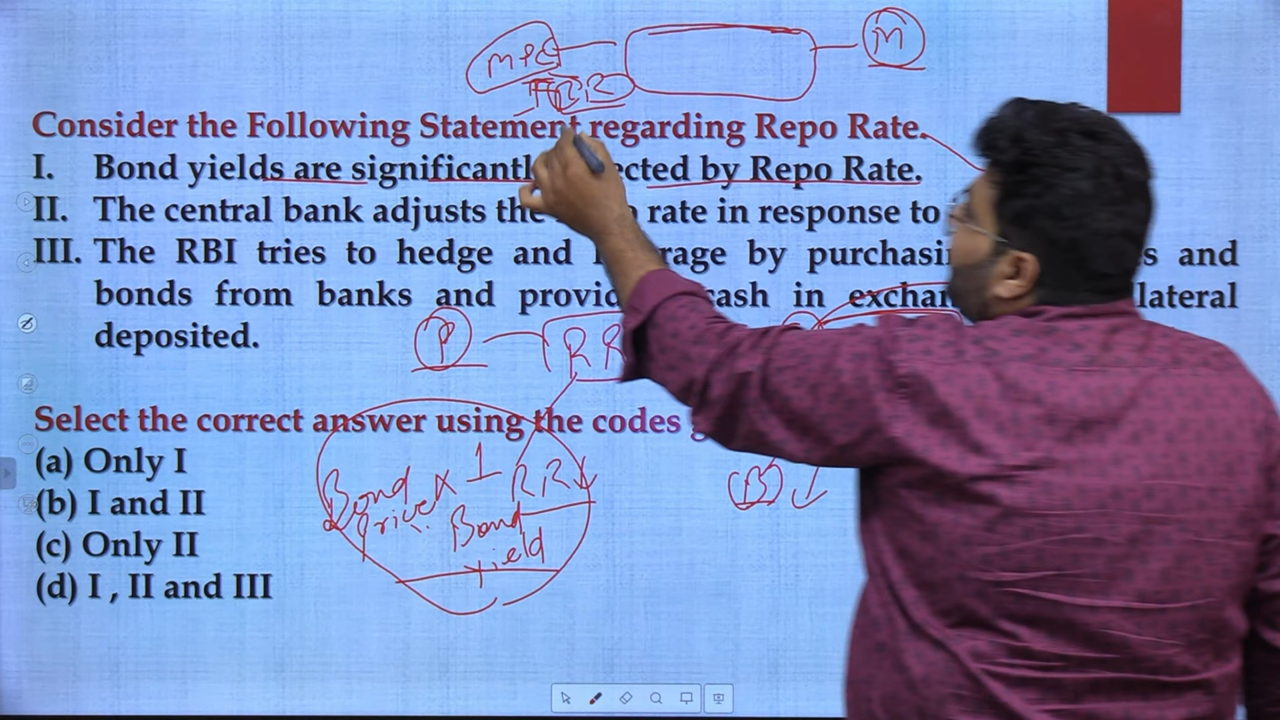 MPC
M
RR
Consider the Following Statement regarding Repo Rate.
I. Bond yields are significantl ected by Repo Rate.
II. The central bank adjusts the rate in response to
III. The RBI tries to hedge and rage by purchasi s and
bonds from banks and provid cash in exchan lateral
deposited.
P RR
Select the correct answer using the codes g
(a) Only I
(b) I and II
(c) Only II
(d) I , II and III
Bond Price x 1 RR↓
Bond yield
B ↓